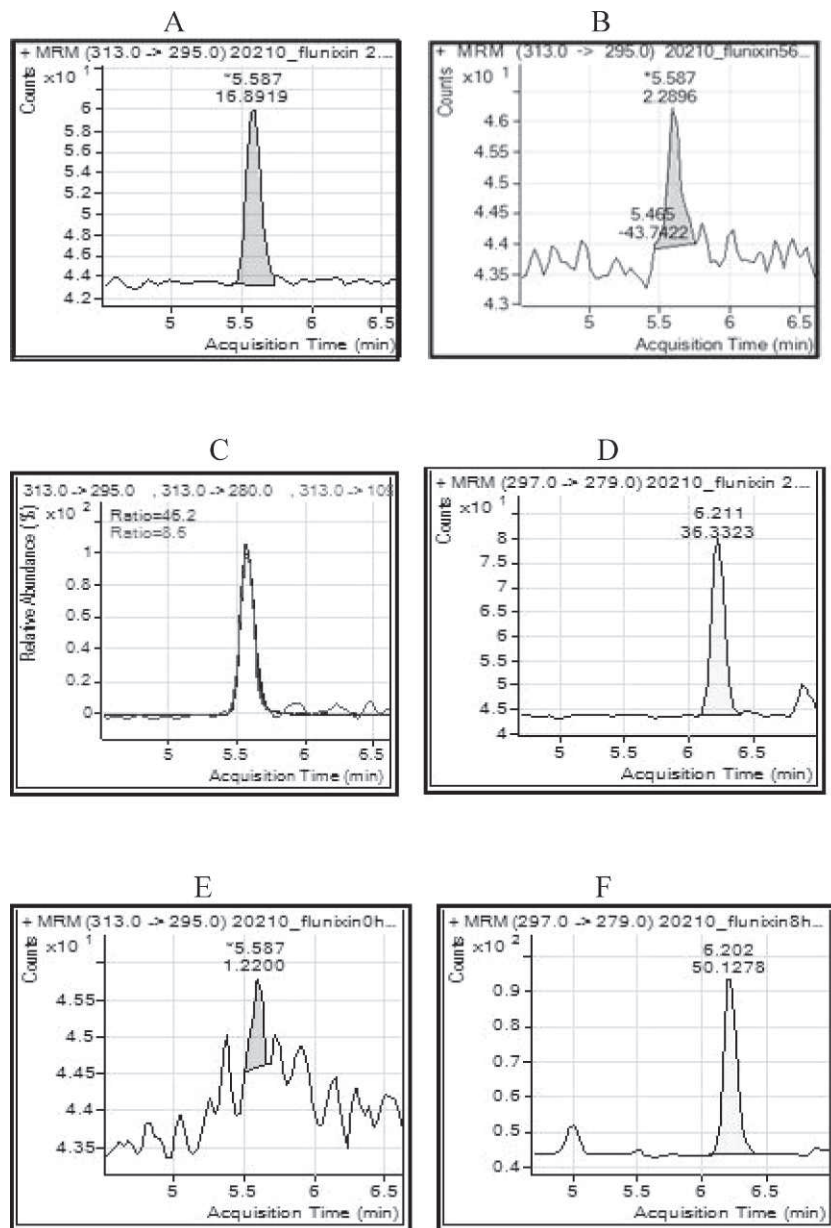 A
+ MRM (313.0 -> 295.0) 20210_flunixin 2....
Counts
x10 1
*5.587
16.8919
6
5.8
5.6
5.4
5.2
5
4.8
4.6
4.4
4.2
5
5.5
6
6.5
Acquisition Time (min)
B
+ MRM (313.0 -> 295.0) 20210_flunixin56...
Counts
x10 1
*5.587
2.2896
5.465
-43.7422
4.6
4.55
4.5
4.45
4.4
4.35
4.3
5
5.5
6
6.5
Acquisition Time (min)
C
313.0 -> 295.0 , 313.0 -> 280.0 , 313.0 -> 109
Relative Abundance (%)
x10 2
Ratio=46.2
Ratio=8.5
1
0.8
0.6
0.4
0.2
0
5
5.5
6
6.5
Acquisition Time (min)
D
+ MRM (297.0 -> 279.0) 20210_flunixin 2....
Counts
x10 1
6.211
36.3323
8
7.5
7
6.5
6
5.5
5
4.5
4
5
5.5
6
6.5
Acquisition Time (min)
E
+ MRM (313.0 -> 295.0) 20210_flunixin0h...
Counts
x10 1
*5.587
1.2200
4.55
4.5
4.45
4.4
4.35
5
5.5
6
6.5
Acquisition Time (min)
F
+ MRM (297.0 -> 279.0) 20210_flunixin8h...
Counts
x10 2
6.202
50.1278
0.9
0.8
0.7
0.6
0.5
0.4
5
5.5
6
6.5
Acquisition Time (min)